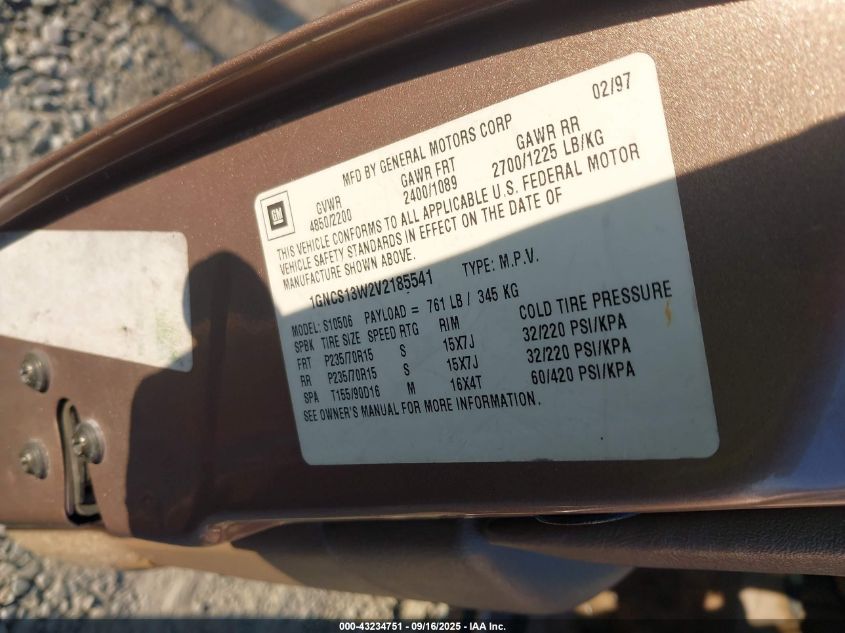 02/97
MFD BY GENERAL MOTORS CORP
GM
GVWR GAWR FRT GAWR RR
4850/2200 2400/1089 2700/1225 LB/KG
THIS VEHICLE CONFORMS TO ALL APPLICABLE U.S. FEDERAL MOTOR
VEHICLE SAFETY STANDARDS IN EFFECT ON THE DATE OF
MANUFACTURE SHOWN ABOVE.
1GNCS13W2V2185541 TYPE: M.P.V.
MODEL: S10506 PAYLOAD = 761 LB / 345 KG
SPBK TIRE SIZE SPEED RTG RIM COLD TIRE PRESSURE
FRT P235/70R15 S 15X7J 32/220 PSI/KPA
RR P235/70R15 S 15X7J 32/220 PSI/KPA
SPA T155/90D16 M 16X4T 60/420 PSI/KPA
SEE OWNER'S MANUAL FOR MORE INFORMATION.
000-43234751 - 09/16/2025 - IAA Inc.